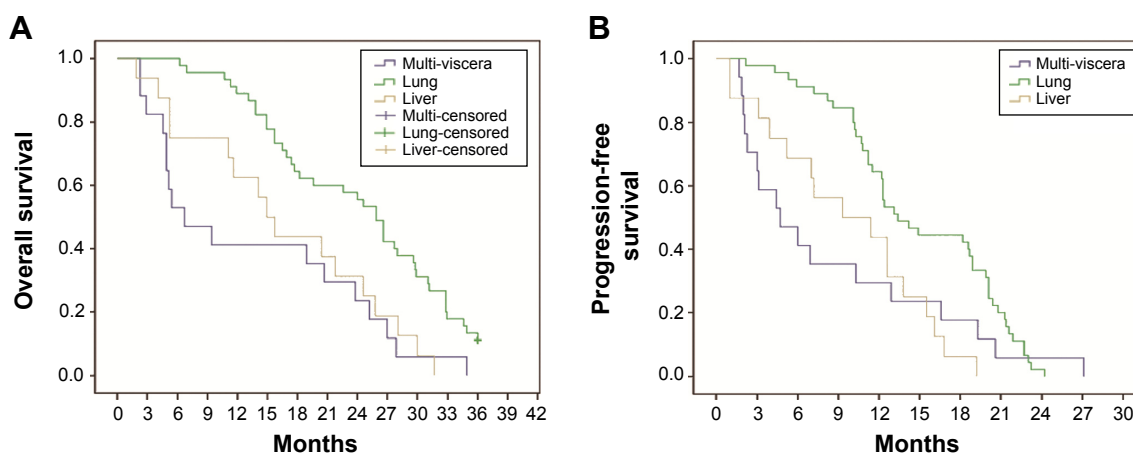 A
Overall survival
1.0
0.8
0.6
0.4
0.2
0.0
Multi-viscera
Lung
Liver
Multi-censored
Lung-censored
Liver-censored
0 3 6 9 12 15 18 21 24 27 30 33 36 39 42
Months
B
Progression-free
survival
1.0
0.8
0.6
0.4
0.2
0.0
Multi-viscera
Lung
Liver
0 3 6 9 12 15 18 21 24 27 30
Months